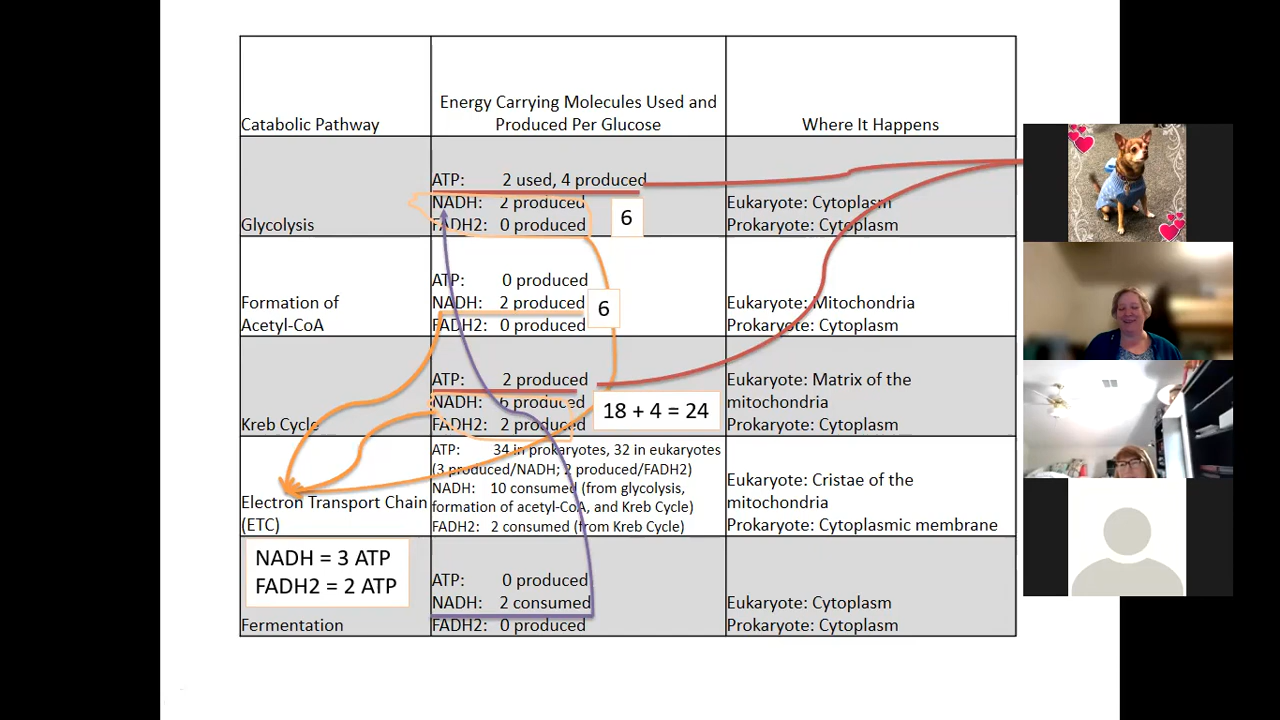 Catabolic Pathway
Energy Carrying Molecules Used and
Produced Per Glucose
Where It Happens
Glycolysis
ATP: 2 used, 4 produced
NADH: 2 produced
FADH2: 0 produced
6
Eukaryote: Cytoplasm
Prokaryote: Cytoplasm
Formation of
Acetyl-CoA
ATP: 0 produced
NADH: 2 produced
FADH2: 0 produced
6
Eukaryote: Mitochondria
Prokaryote: Cytoplasm
Kreb Cycle
ATP: 2 produced
NADH: 6 produced
FADH2: 2 produced
18 + 4 = 24
Eukaryote: Matrix of the
mitochondria
Prokaryote: Cytoplasm
Electron Transport Chain
(ETC)
ATP: 34 in prokaryotes, 32 in eukaryotes
(3 produced/NADH; 2 produced/FADH2)
NADH: 10 consumed (from glycolysis,
formation of acetyl-CoA, and Kreb Cycle)
FADH2: 2 consumed (from Kreb Cycle)
Eukaryote: Cristae of the
mitochondria
Prokaryote: Cytoplasmic membrane
NADH = 3 ATP
FADH2 = 2 ATP
Fermentation
ATP: 0 produced
NADH: 2 consumed
FADH2: 0 produced
Eukaryote: Cytoplasm
Prokaryote: Cytoplasm